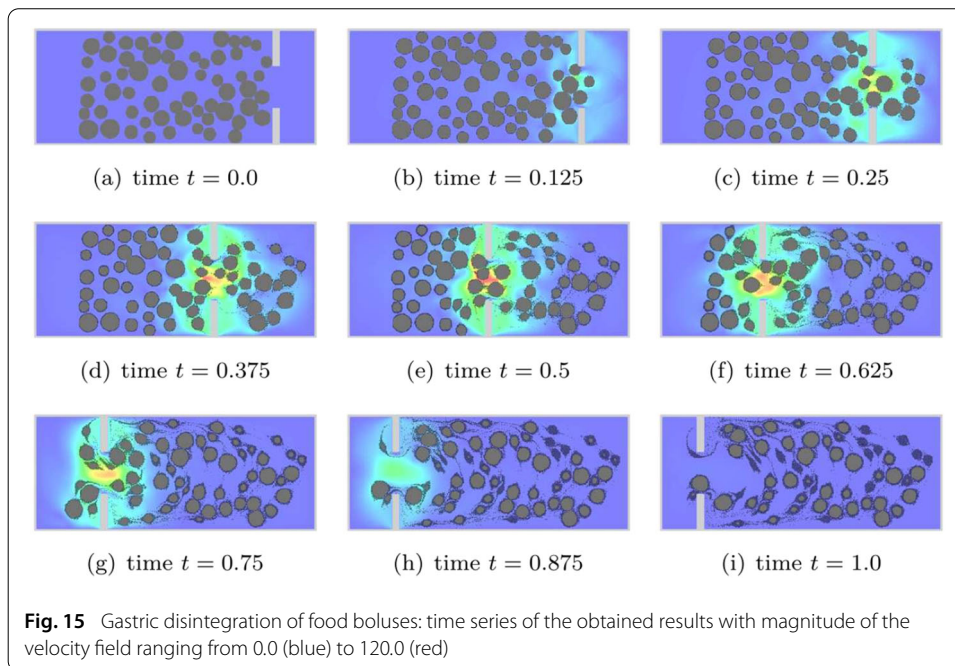 (a) time t = 0.0
(b) time t = 0.125
(c) time t = 0.25
(d) time t = 0.375
(e) time t = 0.5
(f) time t = 0.625
(g) time t = 0.75
(h) time t = 0.875
(i) time t = 1.0
Fig. 15 Gastric disintegration of food boluses: time series of the obtained results with magnitude of the
velocity field ranging from 0.0 (blue) to 120.0 (red)